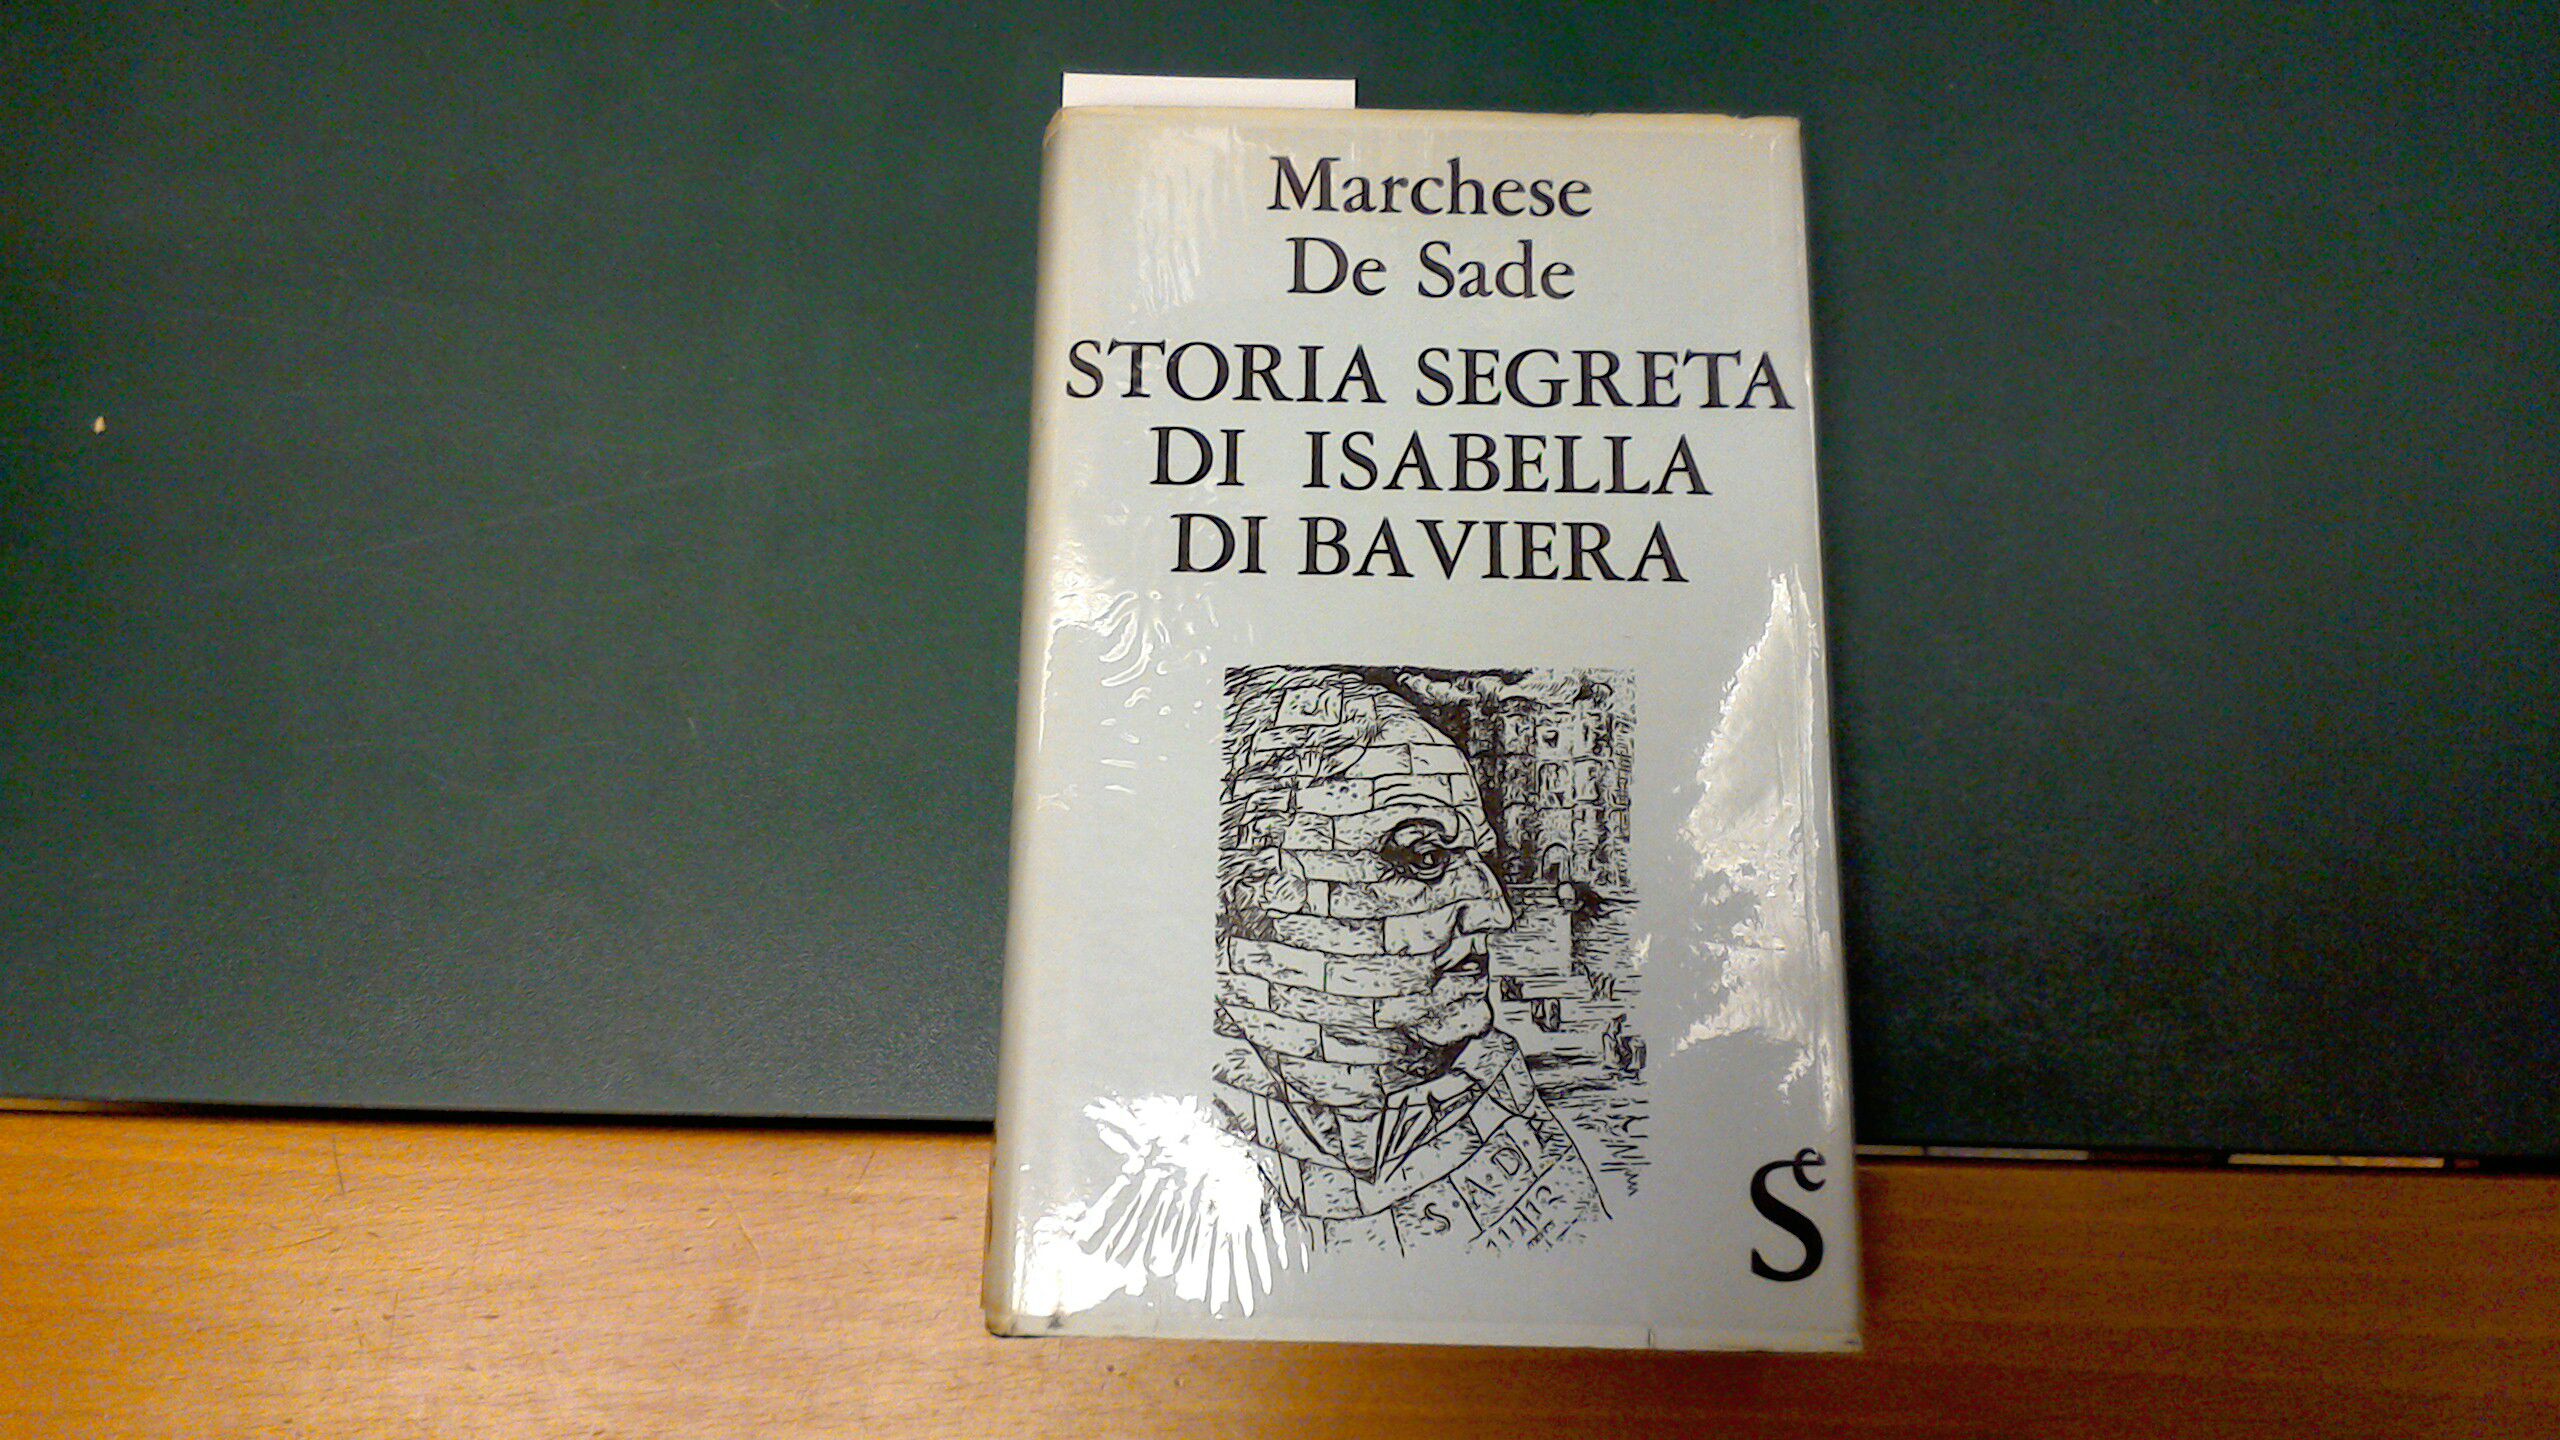 Marchese
De Sade
STORIA SEGRETA
DI ISABELLA
DI BAVIERA
S.A.D.
Se